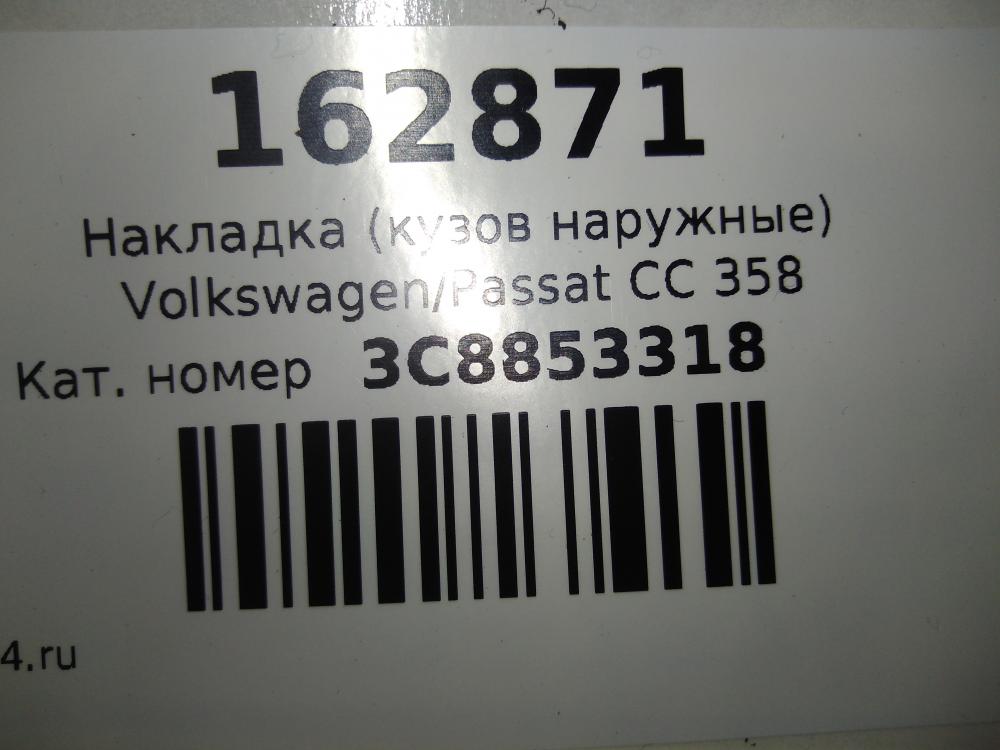 162871
Накладка (кузов наружные)
Volkswagen/Passat CC 358
Кат. номер 3C8853318
4.ru